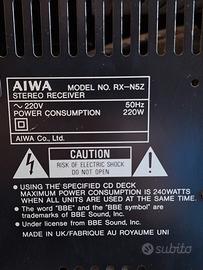 AIWA MODEL NO. RX-N5Z
STEREO RECEIVER
~ 220V 50Hz
POWER CONSUMPTION 220W
AIWA Co., Ltd.
CAUTION
RISK OF ELECTRIC SHOCK
DO NOT OPEN
● USING THE SPECIFIED CD DECK
MAXIMUM POWER CONSUMPTION IS 240WATTS
WHEN ALL UNITS ARE USED AT THE SAME TIME.
● The word "BBE" and the "BBE symbol" are
trademarks of BBE Sound, Inc.
● Under license from BBE Sound, Inc.
MADE IN UK/FABRIQUE AU ROYAUME UNI
subito